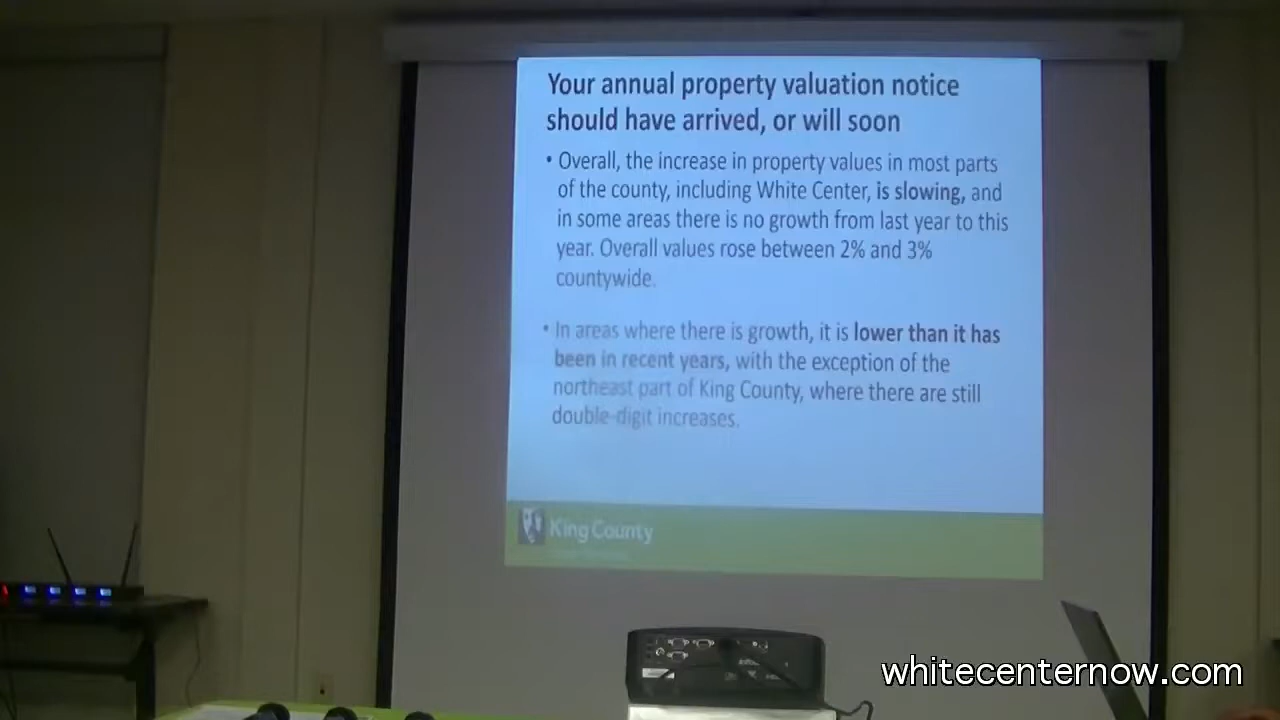 Your annual property valuation notice
should have arrived, or will soon
• Overall, the increase in property values in most parts
of the county, including White Center, is slowing, and
in some areas there is no growth from last year to this
year. Overall values rose between 2% and 3%
countywide.
• In areas where there is growth, it is lower than it has
been in recent years, with the exception of the
northeast part of King County, where there are still
double-digit increases.
King County
whitecenternow.com